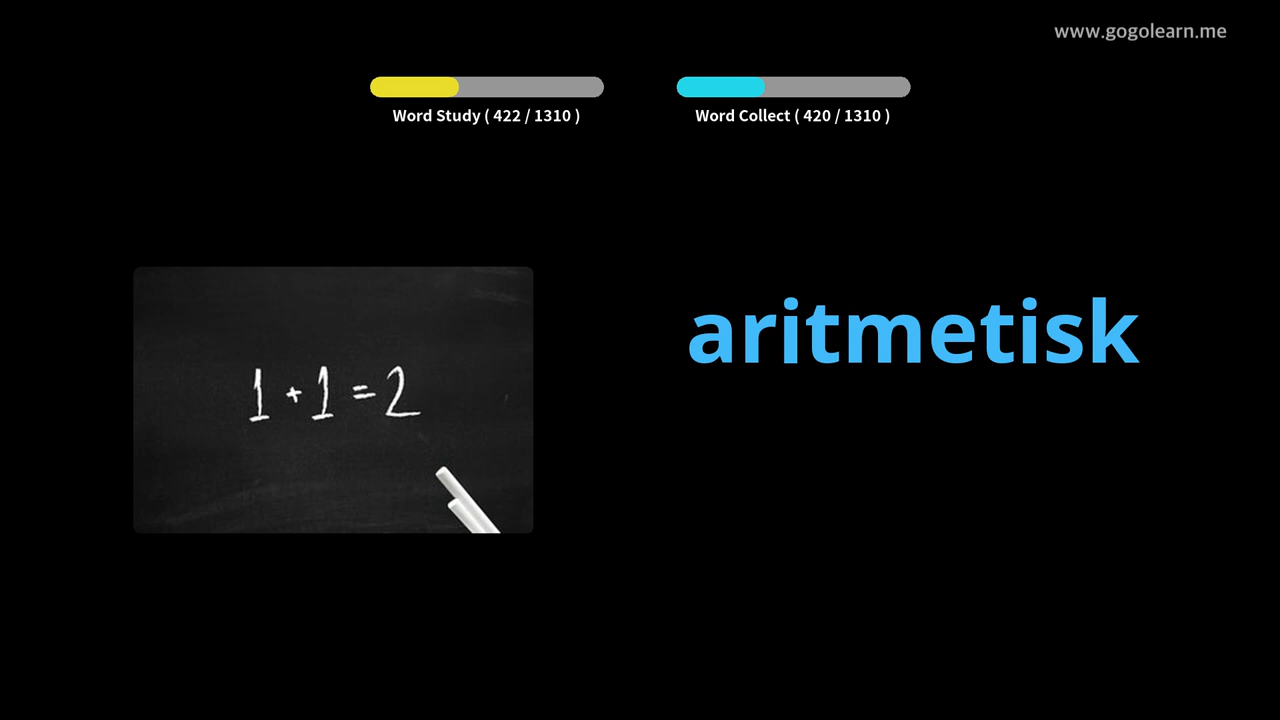 www.gogolearn.me
Word Study ( 422 / 1310 )
Word Collect ( 420 / 1310 )
aritmetisk
1 + 1 = 2